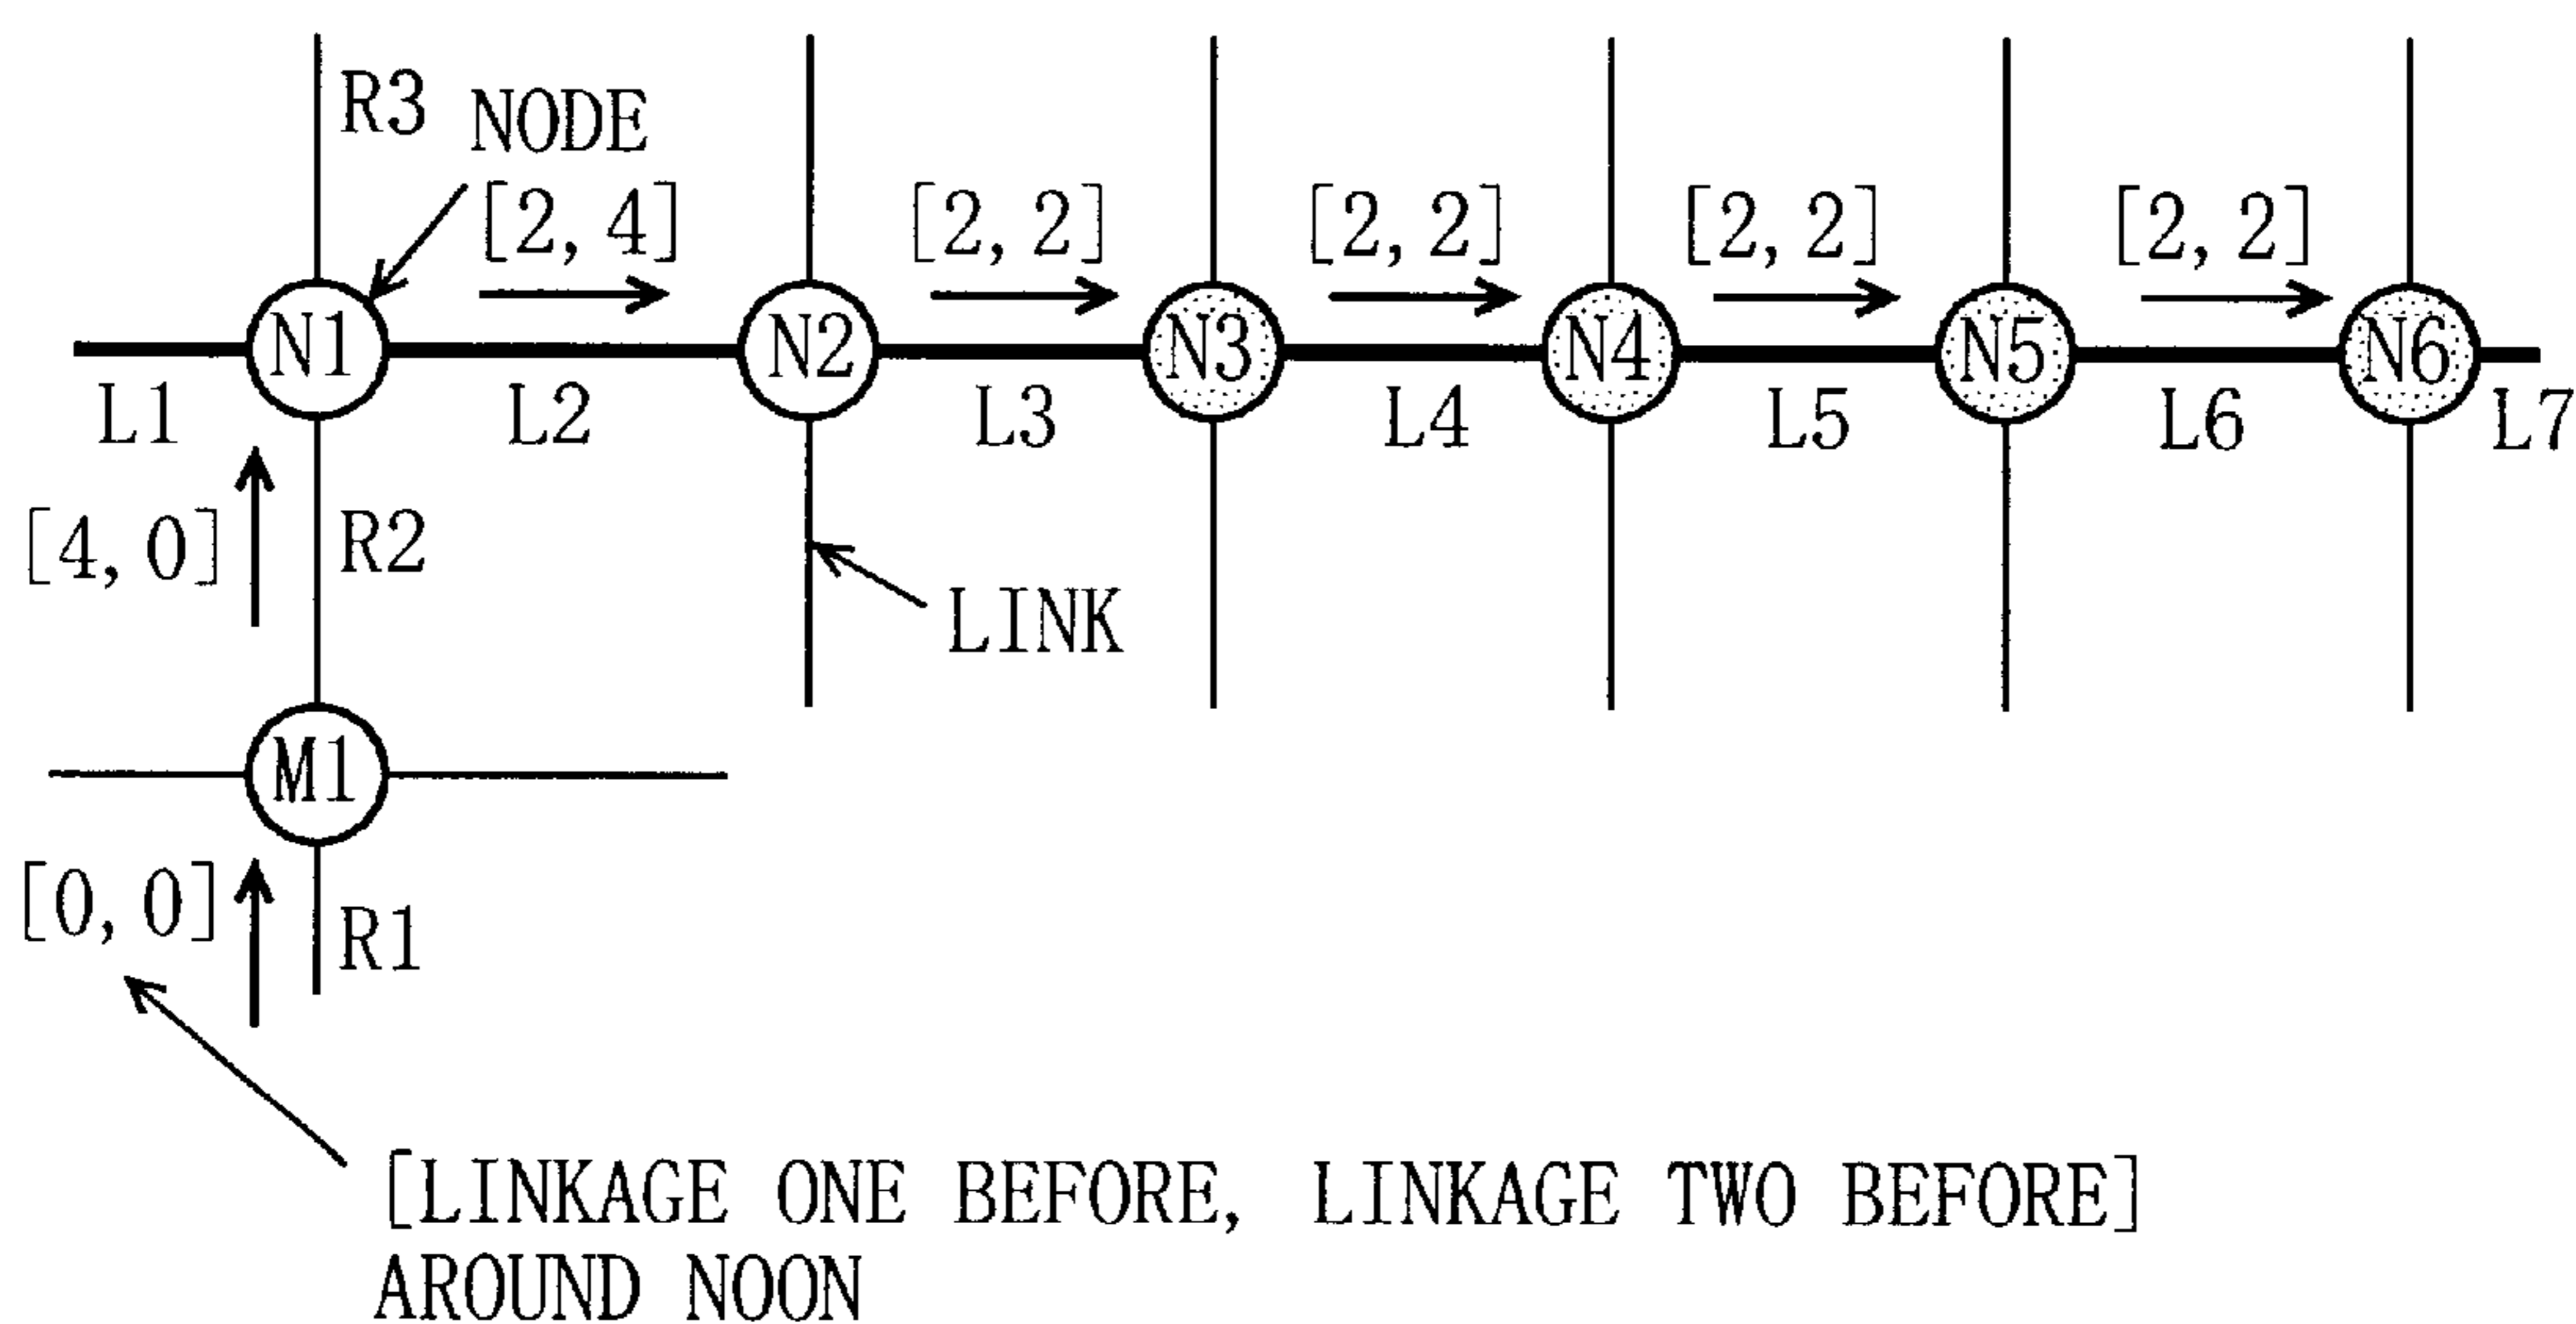 R3
NODE
[2, 4]
[2, 2]
[2, 2]
[2, 2]
[2, 2]
N1
N2
N3
N4
N5
N6
L1
L2
L3
L4
L5
L6
L7
[4, 0]
R2
LINK
M1
[0, 0]
R1
[LINKAGE ONE BEFORE, LINKAGE TWO BEFORE]
AROUND NOON